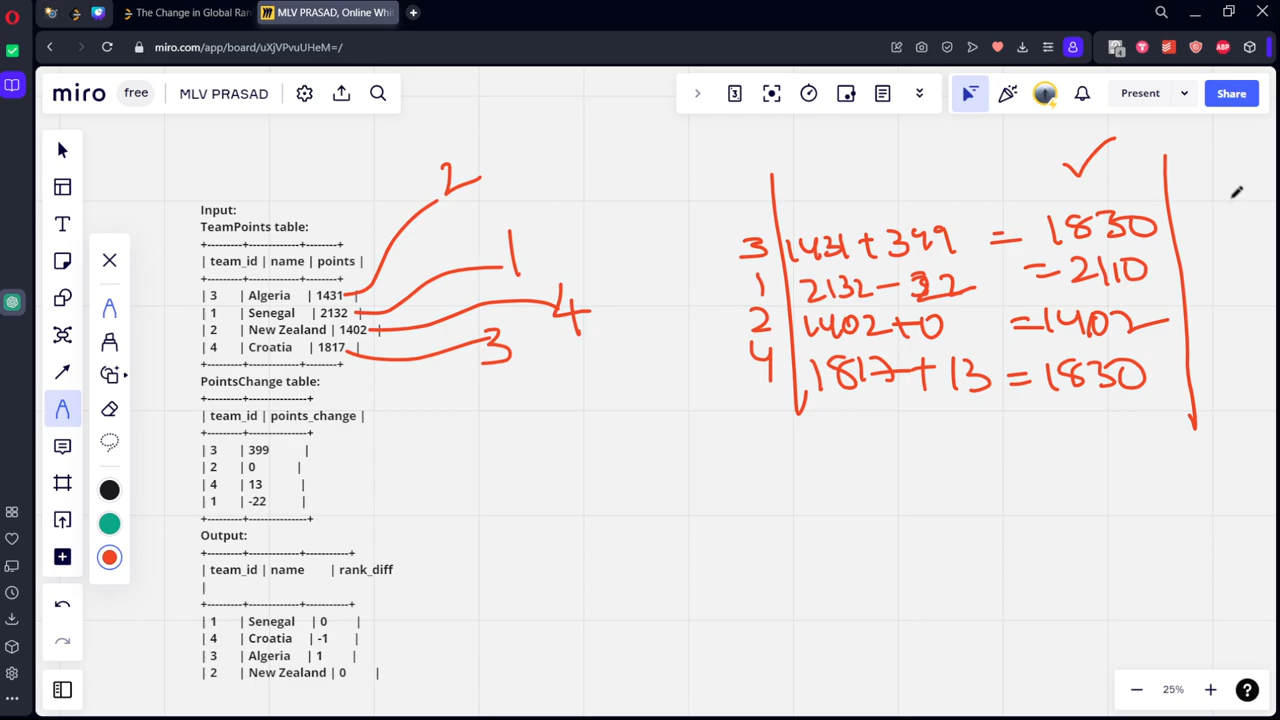 The Change in Global Ran
MLV PRASAD, Online Whi
miro.com/app/board/uXjVPvuUHeM=/
ABP
miro
free
MLV PRASAD
3
Present
Share
Input:
TeamPoints table:
+--------+------------+--------+
| team_id | name | points |
+--------+------------+--------+
| 3 | Algeria | 1431 |
| 1 | Senegal | 2132 |
| 2 | New Zealand | 1402 |
| 4 | Croatia | 1817 |
+--------+------------+--------+
PointsChange table:
+--------+--------------+
| team_id | points_change |
+--------+--------------+
| 3 | 399 |
| 2 | 0 |
| 4 | 13 |
| 1 | -22 |
+--------+--------------+
Output:
+--------+------------+-----------+
| team_id | name | rank_diff
|
+--------+------------+-----------+
| 1 | Senegal | 0 |
| 4 | Croatia | -1 |
| 3 | Algeria | 1 |
| 2 | New Zealand | 0 |
2
1
4
3
3 1431 + 399 = 1830
1 2132 - 22 = 2110
2 1402 + 0 = 1402
4 1817 + 13 = 1830
25%
?